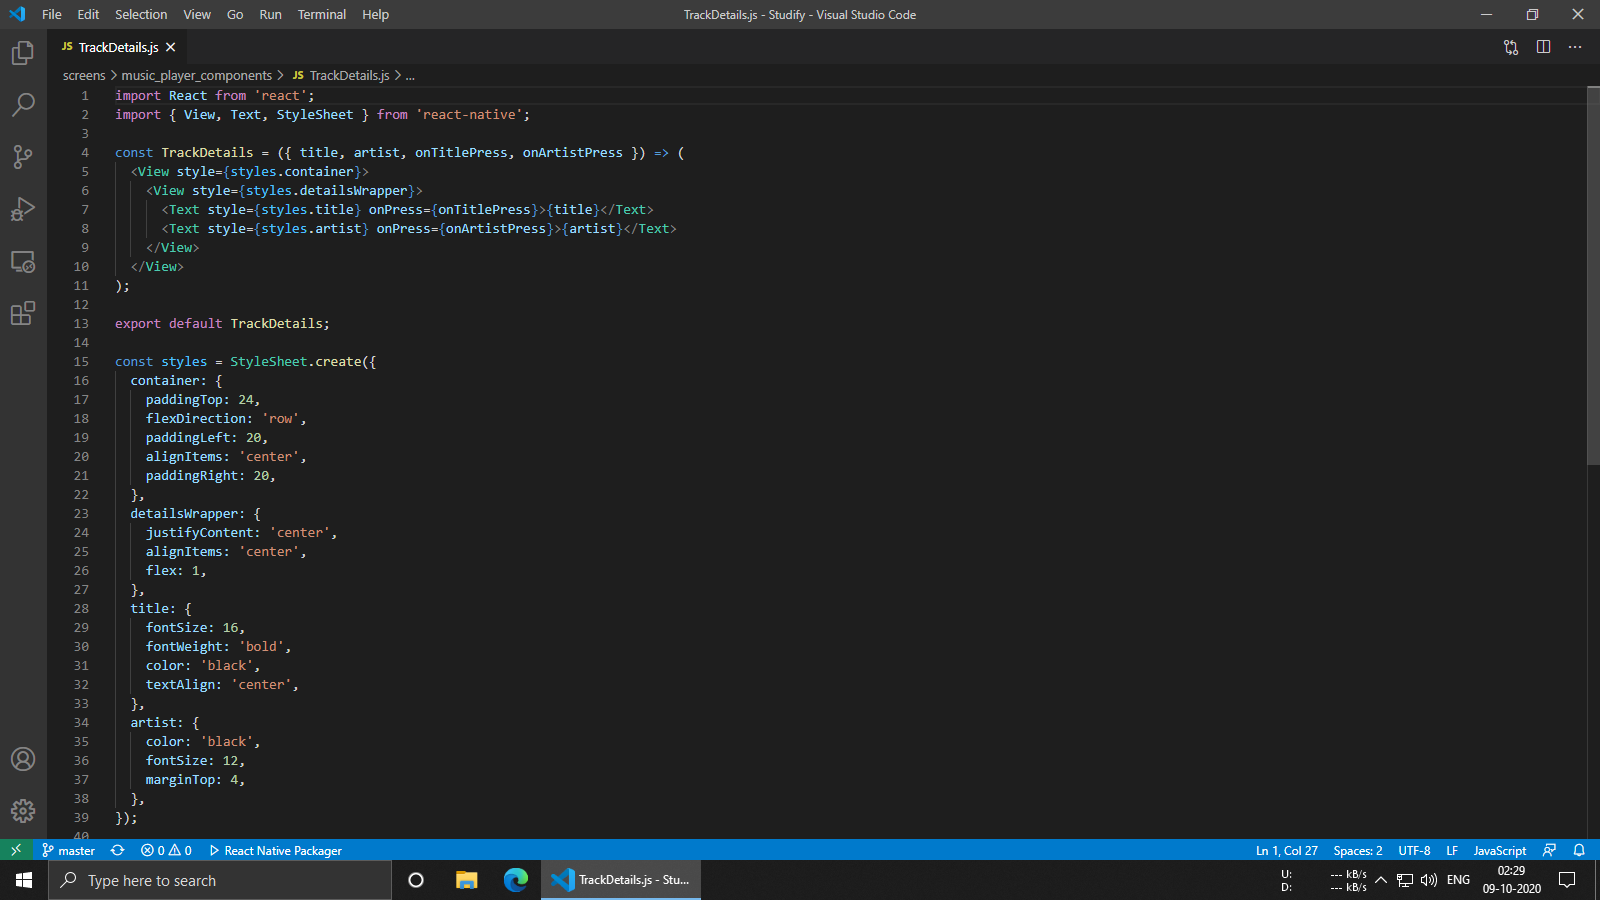 File Edit Selection View Go Run Terminal Help TrackDetails.js - Studify - Visual Studio Code
JS TrackDetails.js
screens > music_player_components > JS TrackDetails.js > ...
1 import React from 'react';
2 import { View, Text, StyleSheet } from 'react-native';
3
4 const TrackDetails = ({ title, artist, onTitlePress, onArtistPress }) => (
5 <View style={styles.container}>
6 <View style={styles.detailsWrapper}>
7 <Text style={styles.title} onPress={onTitlePress}>{title}</Text>
8 <Text style={styles.artist} onPress={onArtistPress}>{artist}</Text>
9 </View>
10 </View>
11 );
12
13 export default TrackDetails;
14
15 const styles = StyleSheet.create({
16 container: {
17 paddingTop: 24,
18 flexDirection: 'row',
19 paddingLeft: 20,
20 alignItems: 'center',
21 paddingRight: 20,
22 },
23 detailsWrapper: {
24 justifyContent: 'center',
25 alignItems: 'center',
26 flex: 1,
27 },
28 title: {
29 fontSize: 16,
30 fontWeight: 'bold',
31 color: 'black',
32 textAlign: 'center',
33 },
34 artist: {
35 color: 'black',
36 fontSize: 12,
37 marginTop: 4,
38 },
39 });
40
master 0 0 React Native Packager Ln 1, Col 27 Spaces: 2 UTF-8 LF JavaScript
Type here to search TrackDetails.js - Stu... ENG
U: --- kB/s
D: --- kB/s
02:29
09-10-2020